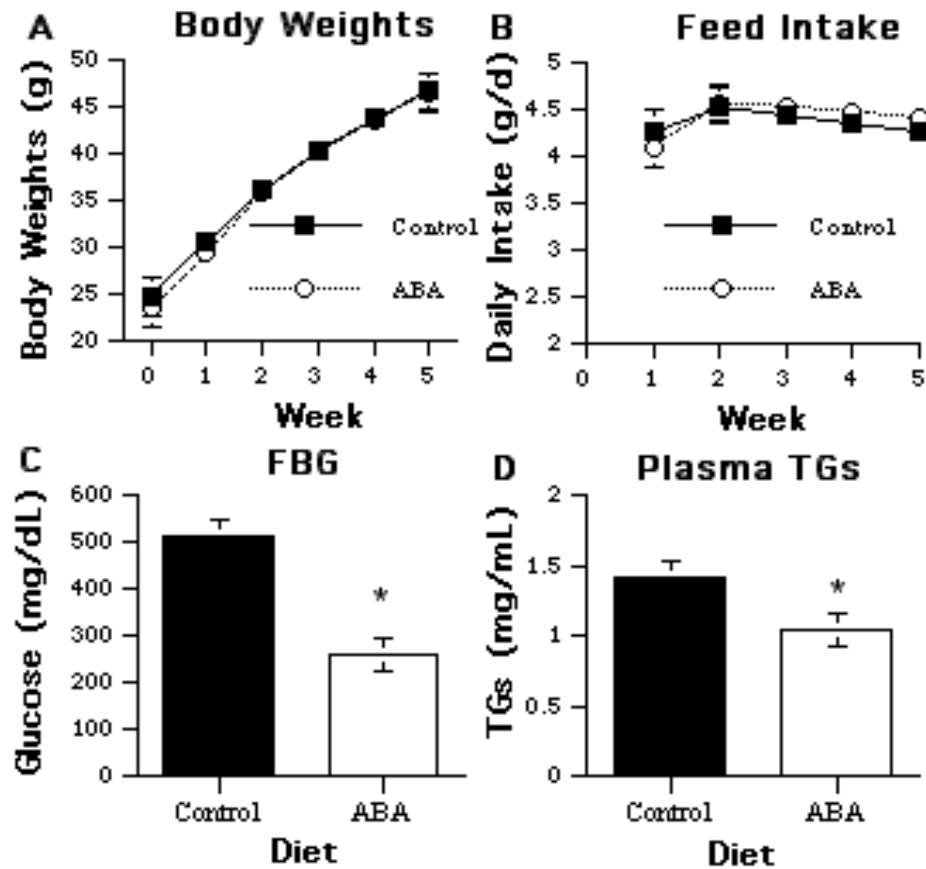 A Body Weights
Body Weights (g)
50
45
40
35
30
25
20
Control
ABA
0 1 2 3 4 5
Week
B Feed Intake
Daily Intake (g/d)
5
4.5
4
3.5
3
2.5
2
Control
ABA
0 1 2 3 4 5
Week
C FBG
Glucose (mg/dL)
600
500
400
300
200
100
0
*
Control ABA
Diet
D Plasma TGs
TGs (mg/mL)
2
1.5
1
0.5
0
*
Control ABA
Diet